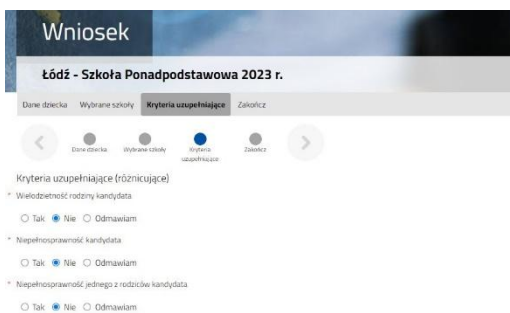 Wniosek
Łódź - Szkoła Ponadpodstawowa 2023 r.
Dane dziecka Wybrane szkoły Kryteria uzupełniające Zakończ
Dane dziecka Wybrane szkoły Kryteria uzupełniające Zakończ
Kryteria uzupełniające (różnicujące)
* Wielodzietność rodziny kandydata
Tak Nie Odmawiam
* Niepełnosprawność kandydata
Tak Nie Odmawiam
* Niepełnosprawność jednego z rodziców kandydata
Tak Nie Odmawiam